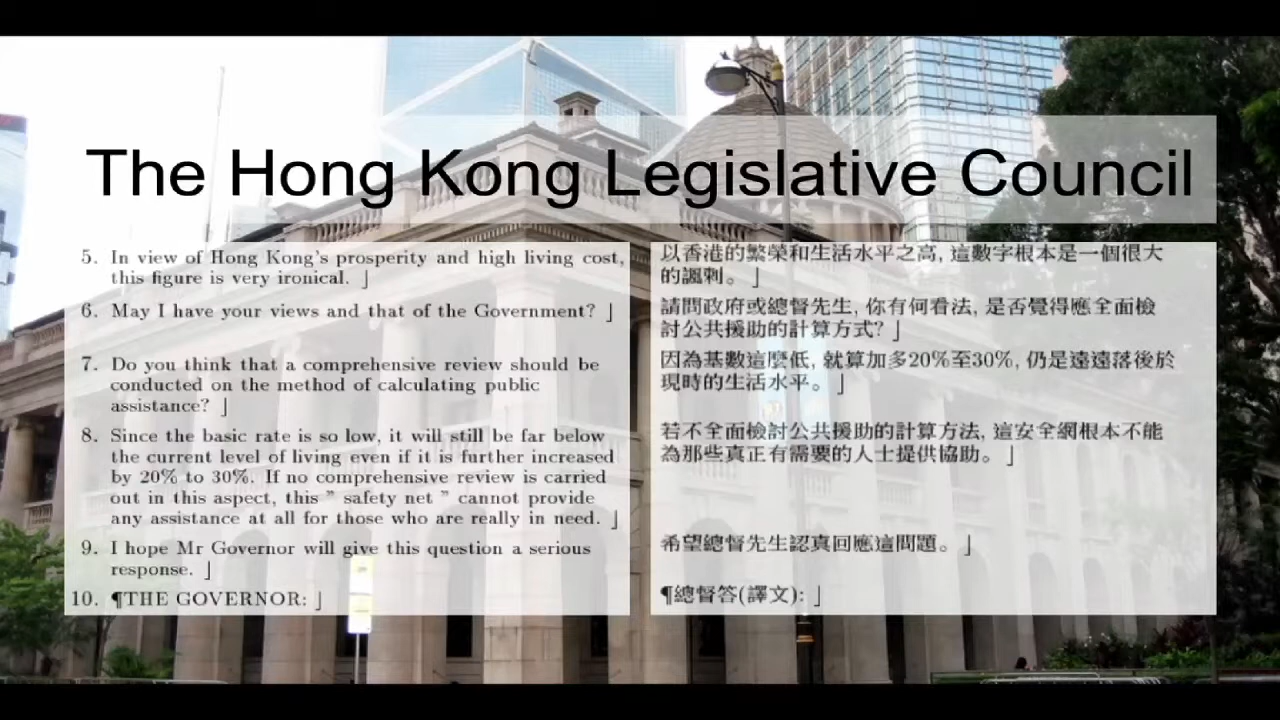 The Hong Kong Legislative Council
5. In view of Hong Kong's prosperity and high living cost,
this figure is very ironical. ⌋
6. May I have your views and that of the Government? ⌋
7. Do you think that a comprehensive review should be
conducted on the method of calculating public
assistance? ⌋
8. Since the basic rate is so low, it will still be far below
the current level of living even if it is further increased
by 20% to 30%. If no comprehensive review is carried
out in this aspect, this ” safety net ” cannot provide
any assistance at all for those who are really in need. ⌋
9. I hope Mr Governor will give this question a serious
response. ⌋
10. ¶THE GOVERNOR: ⌋
以香港的繁榮和生活水平之高, 這數字根本是一個很大
的諷刺。⌋
請問政府或總督先生, 你有何看法, 是否覺得應全面檢
討公共援助的計算方式? ⌋
因為基數這麼低, 就算加多20%至30%, 仍是遠遠落後於
現時的生活水平。⌋
若不全面檢討公共援助的計算方法, 這安全網根本不能
為那些真正有需要的人士提供協助。⌋
希望總督先生認真回應這問題。⌋
¶總督答(譯文): ⌋